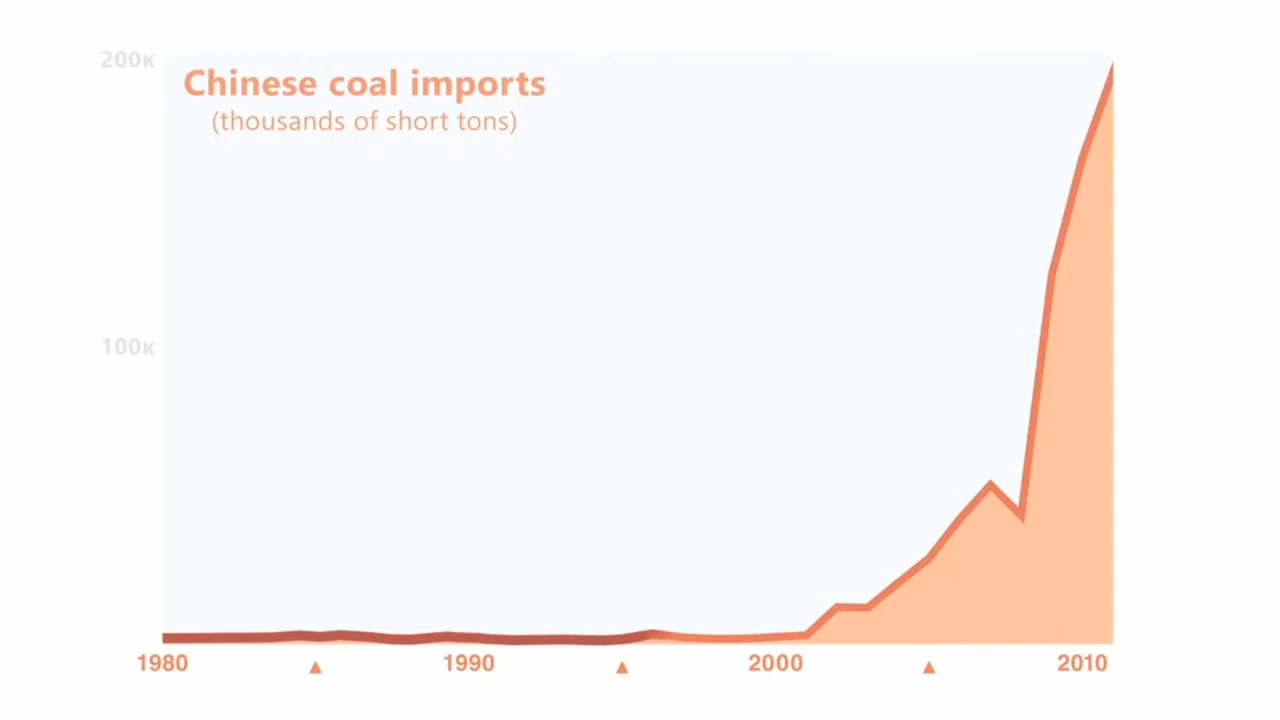 200K
Chinese coal imports
(thousands of short tons)
100K
1980 1990 2000 2010